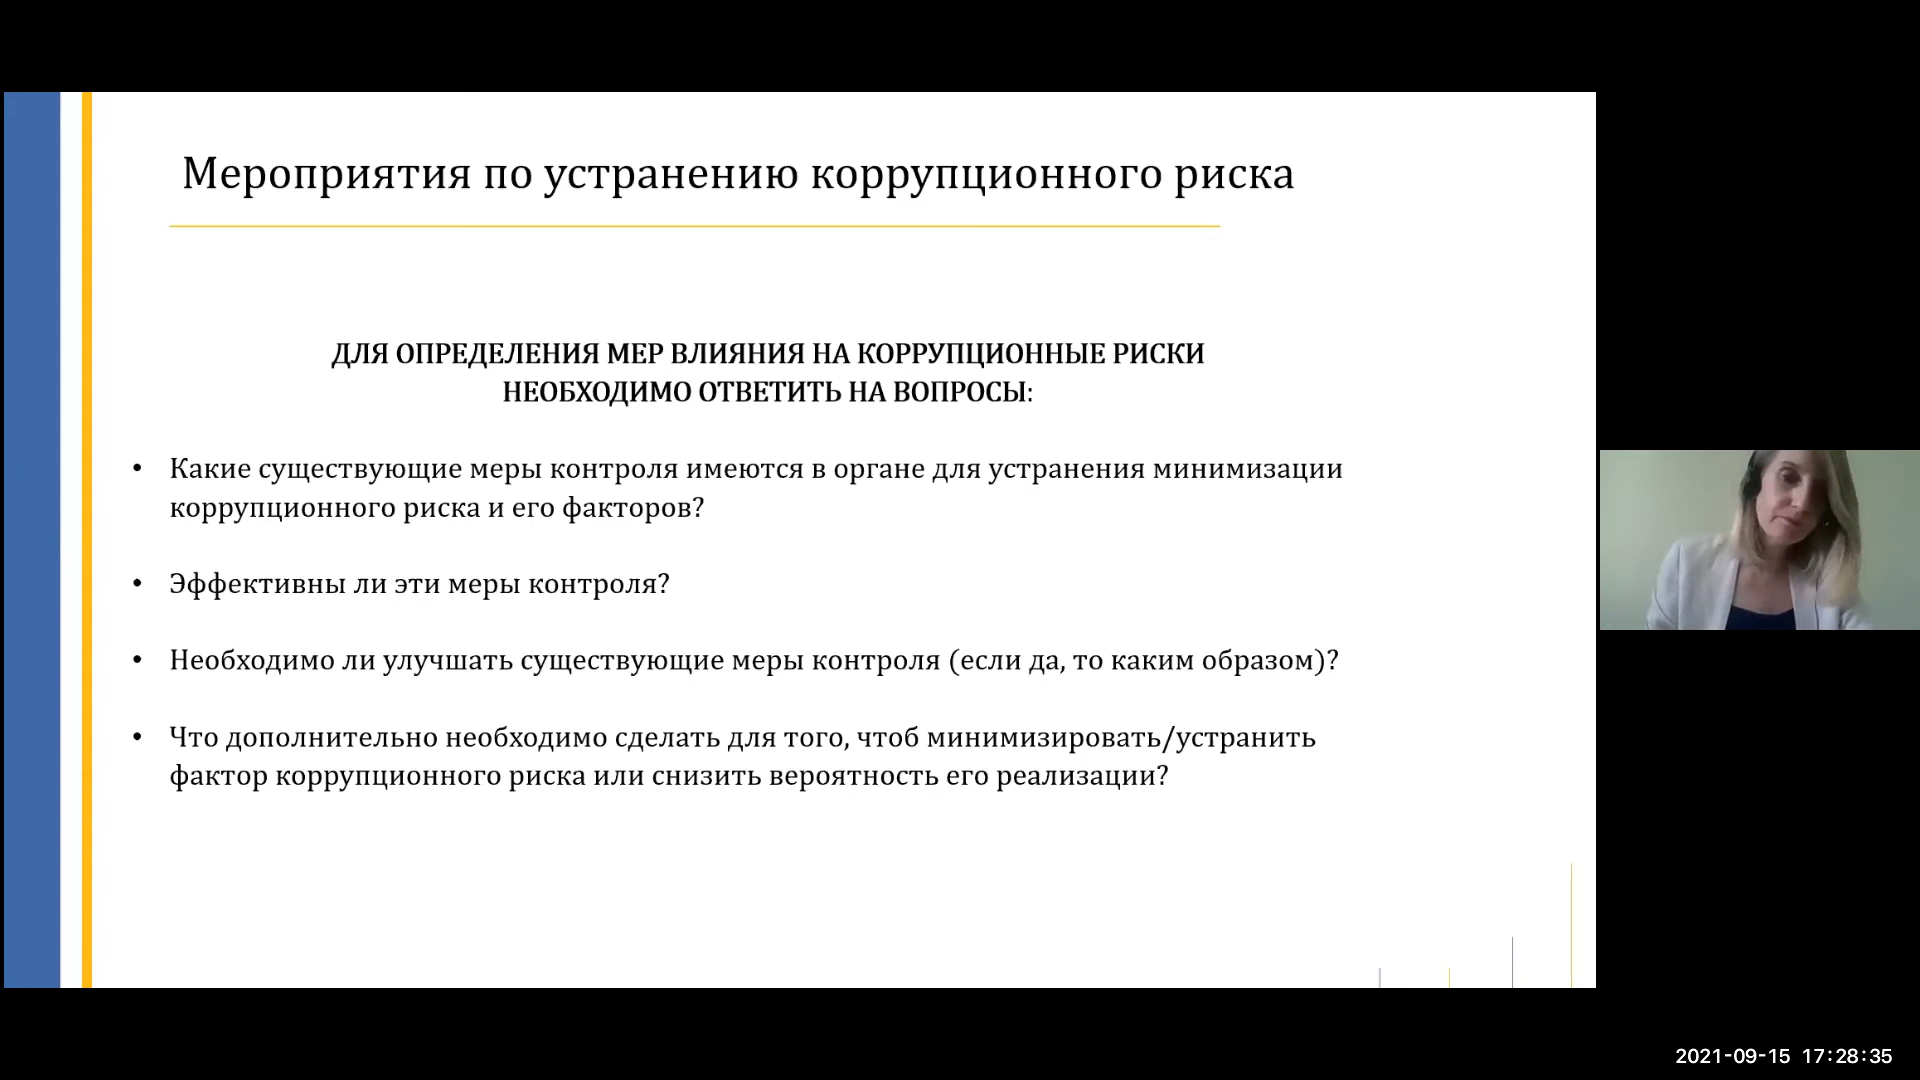 Мероприятия по устранению коррупционного риска
ДЛЯ ОПРЕДЕЛЕНИЯ МЕР ВЛИЯНИЯ НА КОРРУПЦИОННЫЕ РИСКИ
НЕОБХОДИМО ОТВЕТИТЬ НА ВОПРОСЫ:
• Какие существующие меры контроля имеются в органе для устранения минимизации
коррупционного риска и его факторов?
• Эффективны ли эти меры контроля?
• Необходимо ли улучшать существующие меры контроля (если да, то каким образом)?
• Что дополнительно необходимо сделать для того, чтоб минимизировать/устранить
фактор коррупционного риска или снизить вероятность его реализации?
2021-09-15 17:28:35